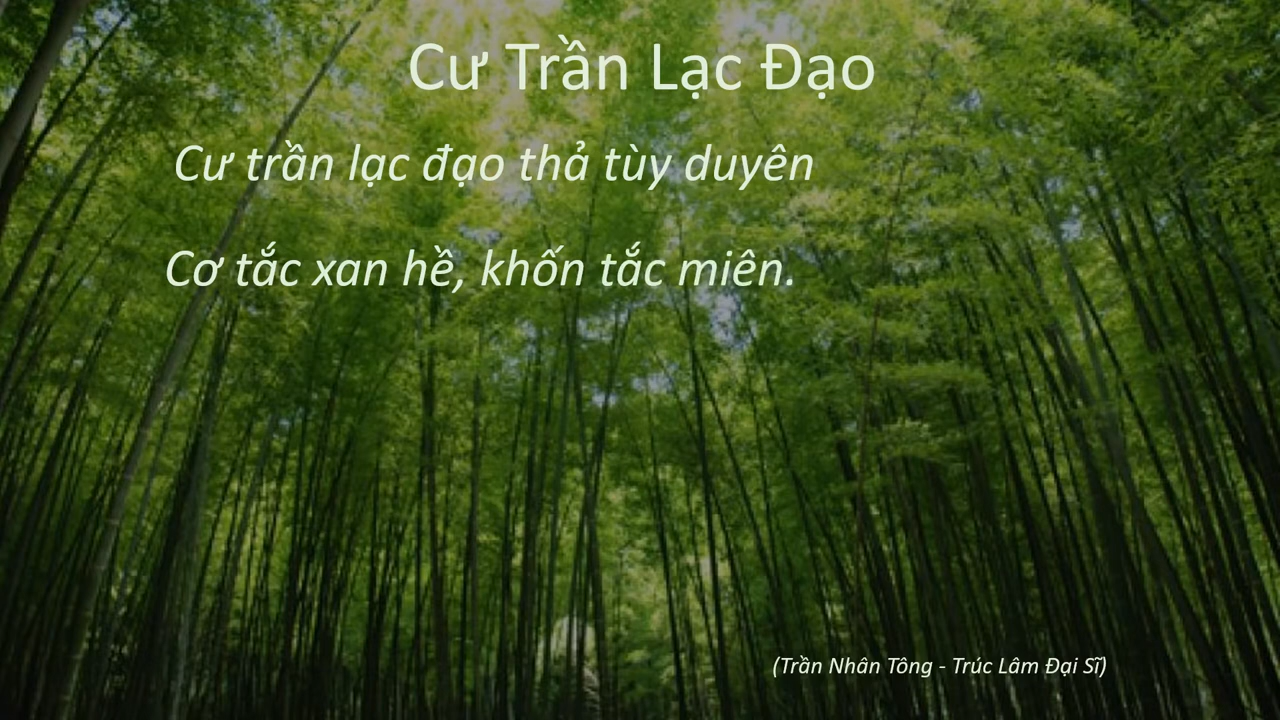 Cư Trần Lạc Đạo
Cư trần lạc đạo thả tùy duyên
Cơ tắc xan hề, khốn tắc miên.
(Trần Nhân Tông - Trúc Lâm Đại Sĩ)